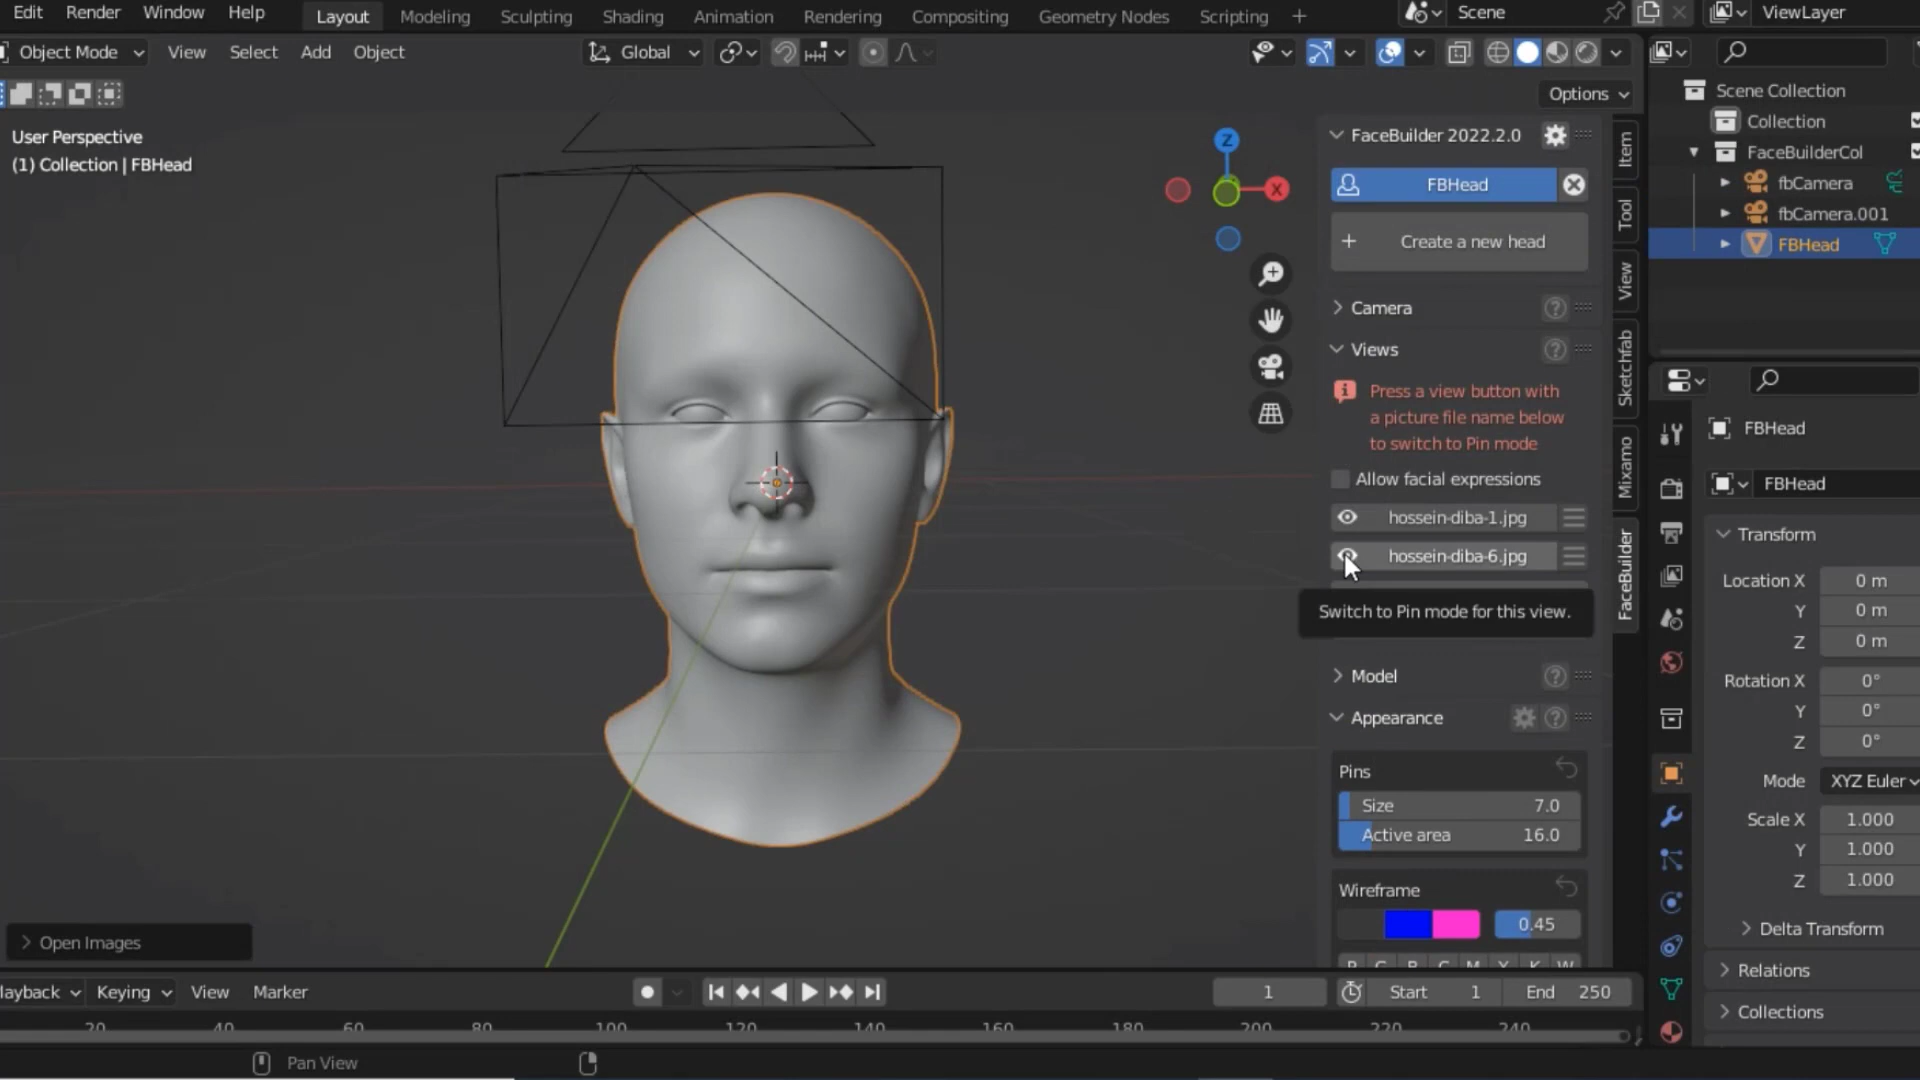 Edit Render Window Help Layout Modeling Sculpting Shading Animation Rendering Compositing Geometry Nodes Scripting + Scene ViewLayer
Object Mode View Select Add Object Global
Options
User Perspective
(1) Collection | FBHead
Z
X
FaceBuilder 2022.2.0
FBHead
+ Create a new head
Camera
Views
Press a view button with
a picture file name below
to switch to Pin mode
Allow facial expressions
hossein-diba-1.jpg
hossein-diba-6.jpg
Switch to Pin mode for this view.
Model
Appearance
Pins
Size 7.0
Active area 16.0
Wireframe
0.45
Item
Tool
View
Sketchfab
Mixamo
FaceBuilder
Scene Collection
Collection
FaceBuilderCol
fbCamera
fbCamera.001
FBHead
FBHead
FBHead
Transform
Location X 0 m
Y 0 m
Z 0 m
Rotation X 0°
Y 0°
Z 0°
Mode XYZ Euler
Scale X 1.000
Y 1.000
Z 1.000
Delta Transform
Relations
Collections
Open Images
layback Keying View Marker 1 Start 1 End 250
20 40 60 80 100 120 140 160 180 200 220 240
Pan View